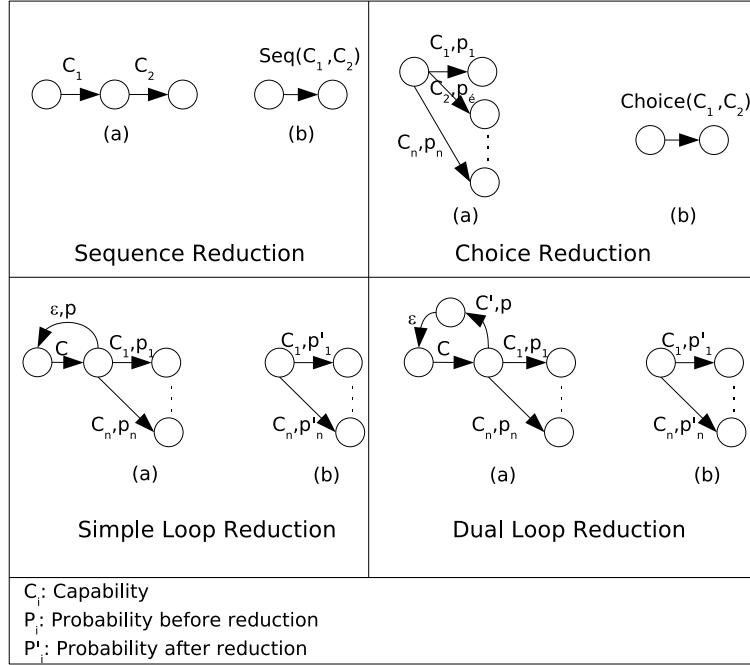 C1 C2
(a)
Seq(C1,C2)
(b)
Sequence Reduction
C1,p1
C2,pé
Cn,pn
(a)
Choice(C1,C2)
(b)
Choice Reduction
ε,p
C C1,p1
Cn,pn
(a)
C1,p'1
Cn,p'n
(b)
Simple Loop Reduction
C',p
ε
C C1,p1
Cn,pn
(a)
C1,p'1
Cn,p'n
(b)
Dual Loop Reduction
Ci: Capability
Pi: Probability before reduction
P'i: Probability after reduction